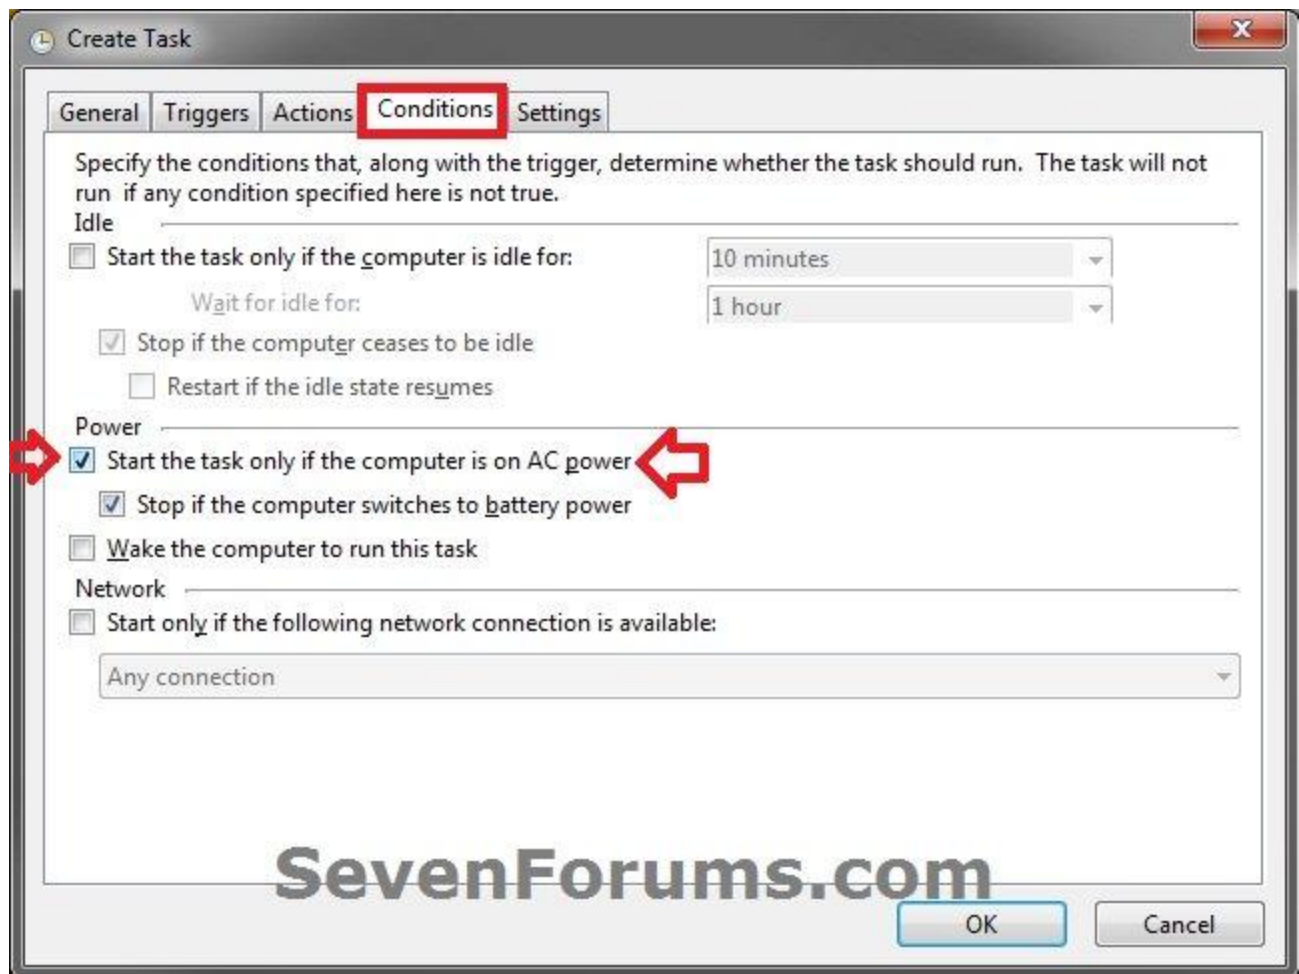 Create Task
General Triggers Actions Conditions Settings
Specify the conditions that, along with the trigger, determine whether the task should run.  The task will not
run  if any condition specified here is not true.
Idle
Start the task only if the computer is idle for: 10 minutes
Wait for idle for: 1 hour
Stop if the computer ceases to be idle
Restart if the idle state resumes
Power
Start the task only if the computer is on AC power
Stop if the computer switches to battery power
Wake the computer to run this task
Network
Start only if the following network connection is available:
Any connection
SevenForums.com
OK Cancel